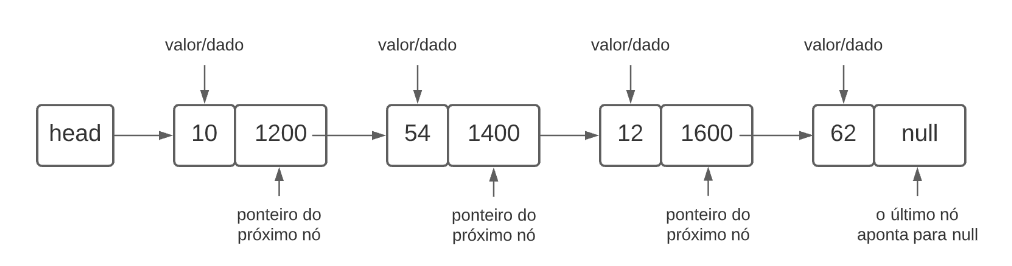 valor/dado
valor/dado
valor/dado
valor/dado
head
10
1200
54
1400
12
1600
62
null
ponteiro do
próximo nó
ponteiro do
próximo nó
ponteiro do
próximo nó
o último nó
aponta para null